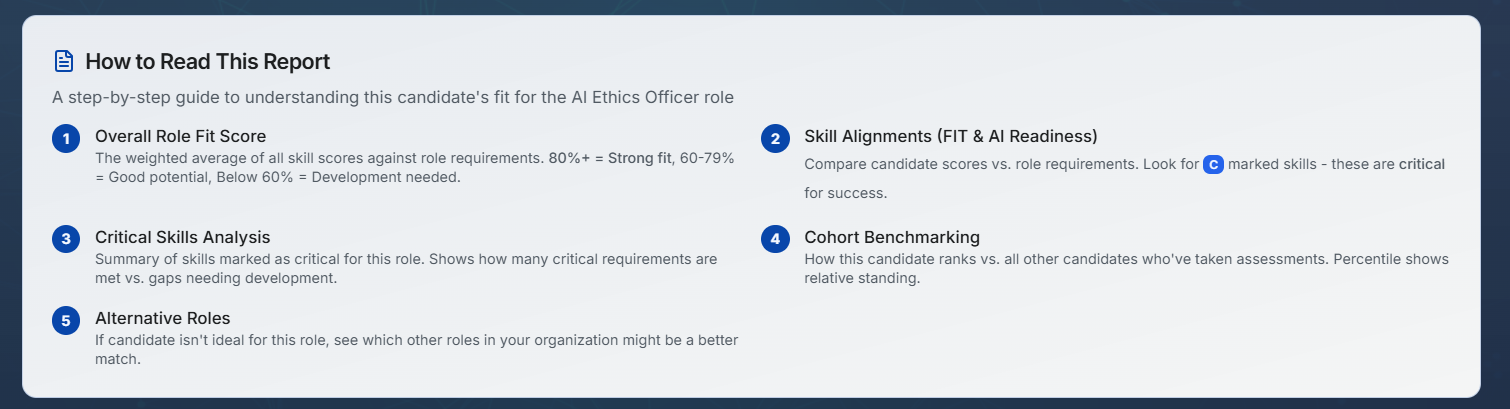 How to Read This Report
A step-by-step guide to understanding this candidate's fit for the AI Ethics Officer role
1
Overall Role Fit Score
The weighted average of all skill scores against role requirements. 80%+ = Strong fit, 60-79%
= Good potential, Below 60% = Development needed.
2
Skill Alignments (FIT & AI Readiness)
Compare candidate scores vs. role requirements. Look for C marked skills - these are critical
for success.
3
Critical Skills Analysis
Summary of skills marked as critical for this role. Shows how many critical requirements are
met vs. gaps needing development.
4
Cohort Benchmarking
How this candidate ranks vs. all other candidates who've taken assessments. Percentile shows
relative standing.
5
Alternative Roles
If candidate isn't ideal for this role, see which other roles in your organization might be a better
match.